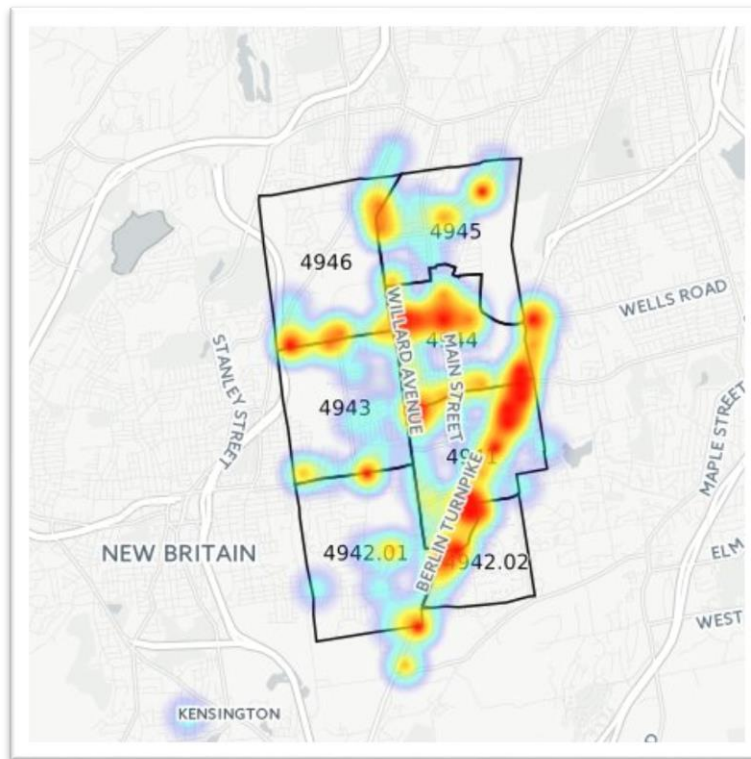 4945
4946
WELLS ROAD
WILLARD AVENUE
MAIN STREET
STANLEY STREET
4943
MAPLE STREET
BERLIN TURNPIKE
NEW BRITAIN
4942.01
4942.02
ELM
WEST
KENSINGTON